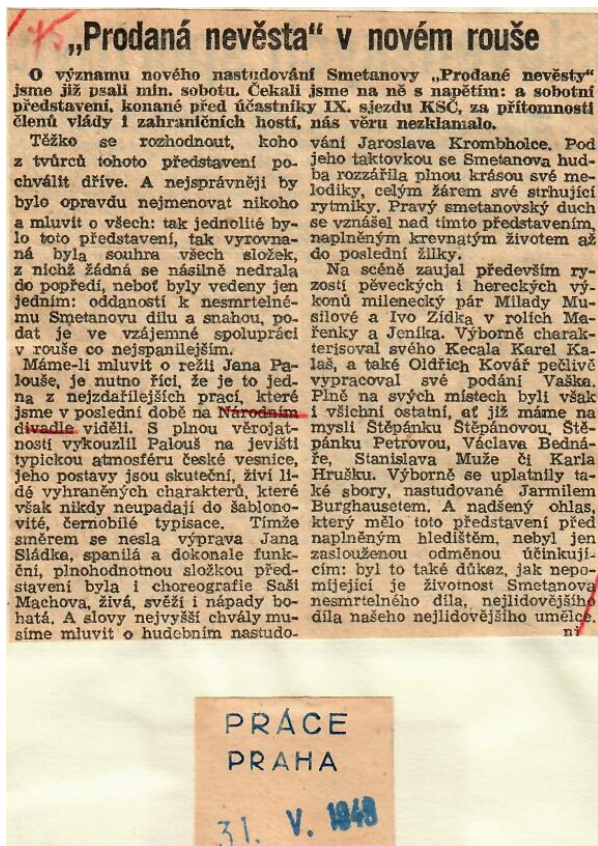 75
„Prodaná nevěsta“ v novém rouše
O významu nového nastudování Smetanovy „Prodané nevěsty“
jsme již psali min. sobotu. Čekali jsme na ně s napětím: a sobotní
představení, konané před účastníky IX. sjezdu KSČ, za přítomnosti
členů vlády i zahraničních hostí, nás věru nezklamalo.
Těžko se rozhodnout, koho
z tvůrců tohoto představení po-
chválit dříve. A nejsprávněji by
bylo opravdu nejmenovat nikoho
a mluvit o všech: tak jednolité by-
lo toto představení, tak vyrovna-
ná byla souhra všech složek,
z nichž žádná se násilně nedrala
do popředí, neboť byly vedeny jen
jedním: oddaností k nesmrtelné-
mu Smetanovu dílu a snahou, po-
dat je ve vzájemné spolupráci
v rouše co nejspanilejším.
Máme-li mluvit o režii Jana Pa-
louše, je nutno říci, že je to jed-
na z nejzdařilejších prací, které
jsme v poslední době na Národním
divadle viděli. S plnou věrojat-
ností vykouzlil Palouš na jevišti
typickou atmosféru české vesnice,
jeho postavy jsou skuteční, živí li-
dé vyhraněných charakterů, které
však nikdy neupadají do šablono-
vité, černobílé typisace. Tímže
směrem se nesla výprava Jana
Sládka, spanilá a dokonale funk-
ční, plnohodnotnou složkou před-
stavení byla i choreografie Saši
Machova, živá, svěží i nápady bo-
hatá. A slovy nejvyšší chvály mu-
síme mluvit o hudebním nastudo-
vání Jaroslava Krombholce. Pod
jeho taktovkou se Smetanova hud-
ba rozzářila plnou krásou své me-
lodiky, celým žárem své strhující
rytmiky. Pravý smetanovský duch
se vznášel nad tímto představením,
naplněným krevnatým životem až
do poslední žilky.
Na scéně zaujal především ry-
zostí pěveckých i hereckých vý-
konů milenecký pár Milady Mu-
silové a Ivo Zídka v rolích Ma-
řenky a Jeníka. Výborně charak-
terisoval svého Kecala Karel Ka-
laš, a také Oldřich Kovář pečlivě
vypracoval své podání Vaška.
Plně na svých místech byli však
i všichni ostatní, ať již máme na
mysli Štěpánku Štěpánovou, Ště-
pánku Petrovou, Václava Bedná-
ře, Stanislava Muže či Karla
Hrušku. Výborně se uplatnily ta-
ké sbory, nastudované Jarmilem
Burghausetem. A nadšený ohlas,
který mělo toto představení před
naplněným hledištěm, nebyl jen
zaslouženou odměnou účinkují-
cím: byl to také důkaz, jak nepo-
míjející je životnost Smetanova
nesmrtelného díla, nejlidovějšího
díla našeho nejlidovějšího umělce.
ni
PRÁCE
PRAHA
31. V. 1949